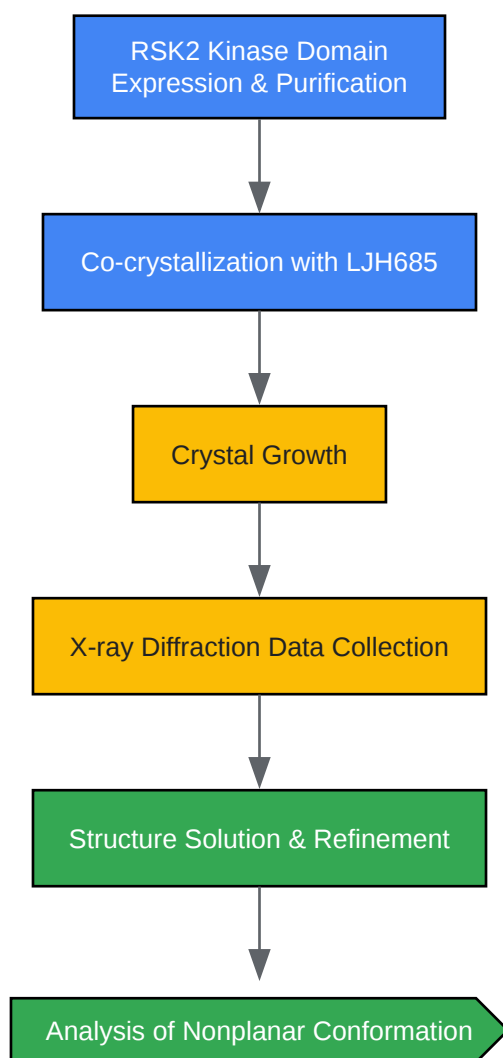 RSK2 Kinase Domain
Expression & Purification
Co-crystallization with LJH685
Crystal Growth
X-ray Diffraction Data Collection
Structure Solution & Refinement
Analysis of Nonplanar Conformation